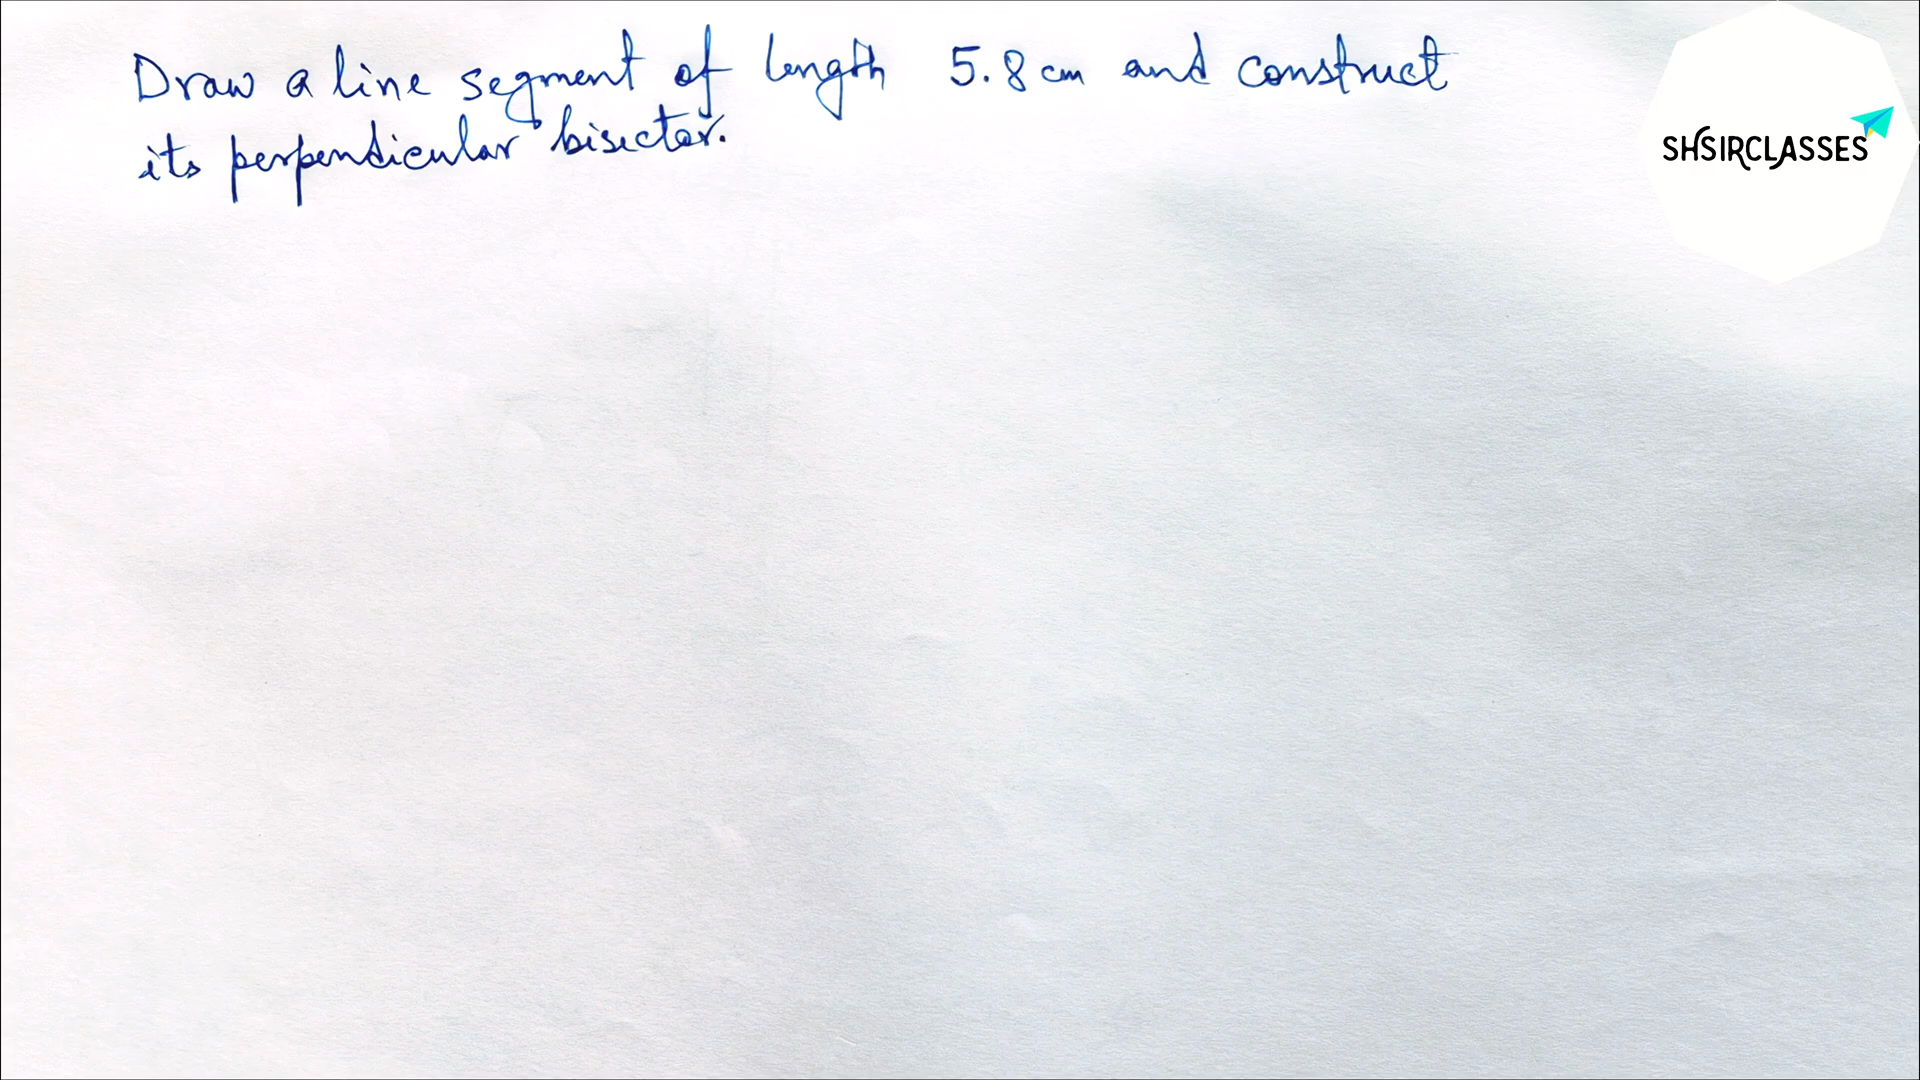 Draw a line segment of length 5.8 cm and construct
its perpendicular bisector.
SHSIRCLASSES